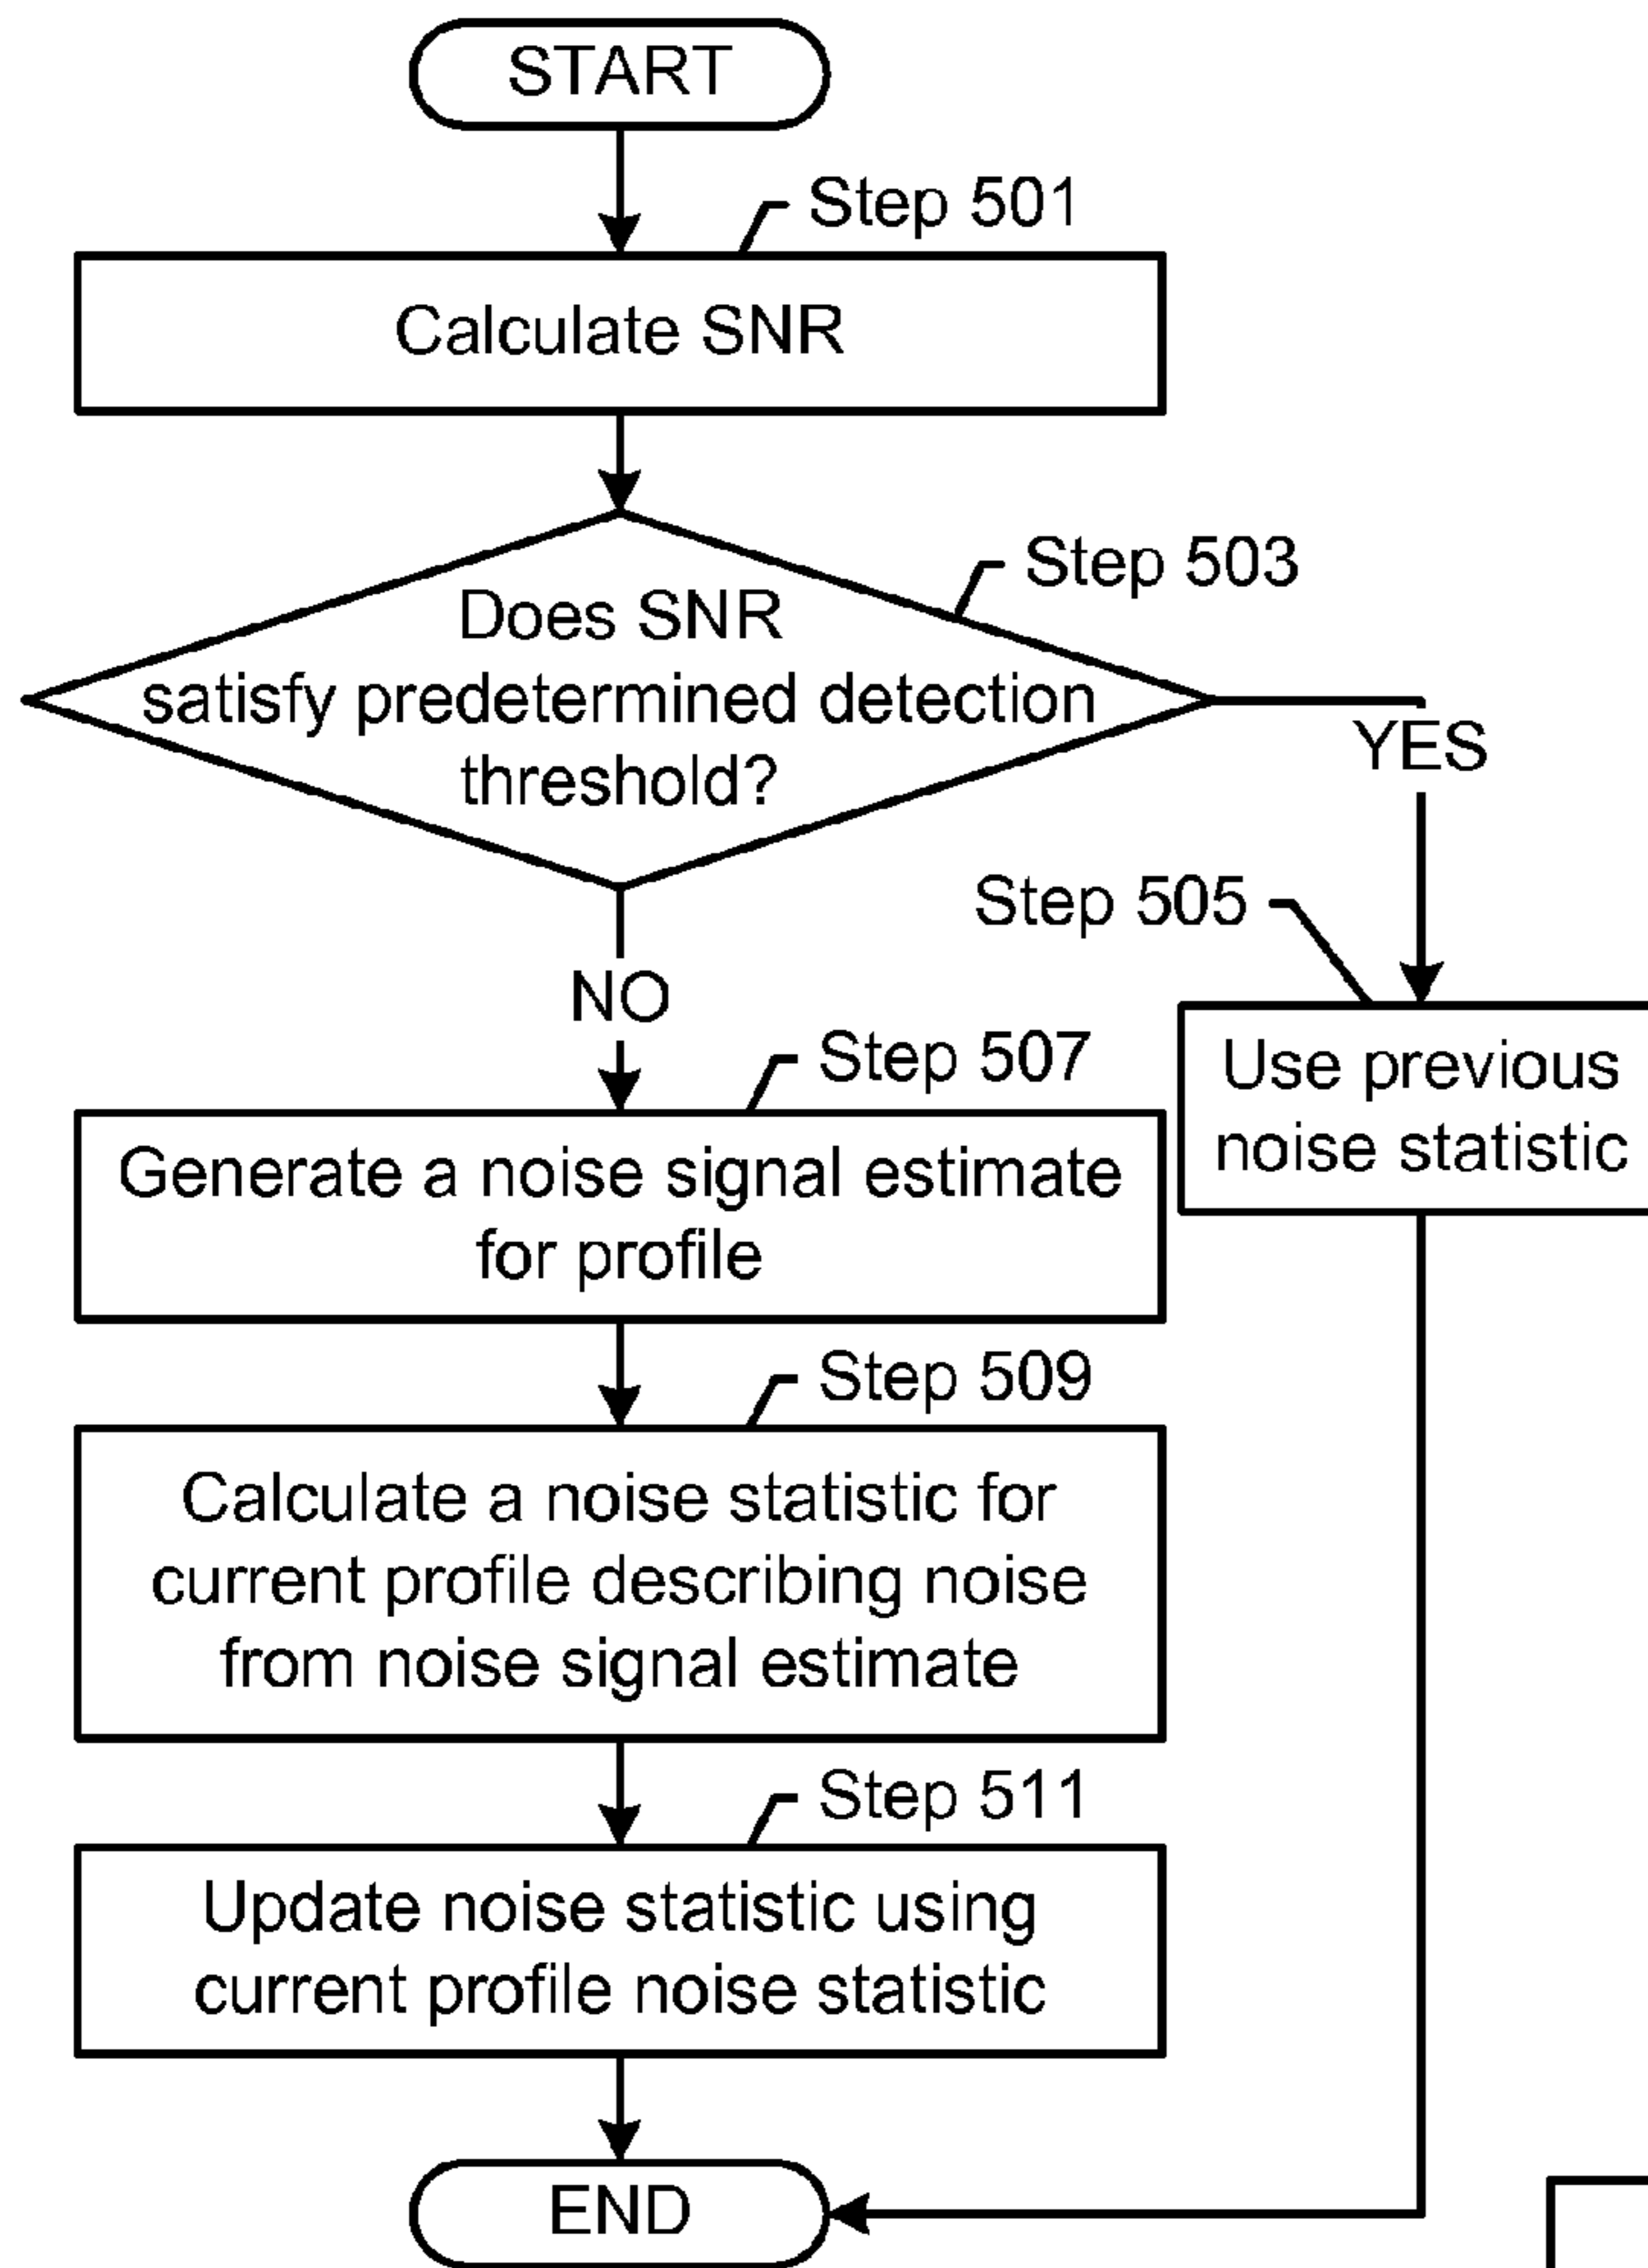 START
Step 501
Calculate SNR
Step 503
Does SNR
satisfy predetermined detection
threshold?
YES
Step 505
NO
Use previous
noise statistic
Step 507
Generate a noise signal estimate
for profile
Step 509
Calculate a noise statistic for
current profile describing noise
from noise signal estimate
Step 511
Update noise statistic using
current profile noise statistic
END